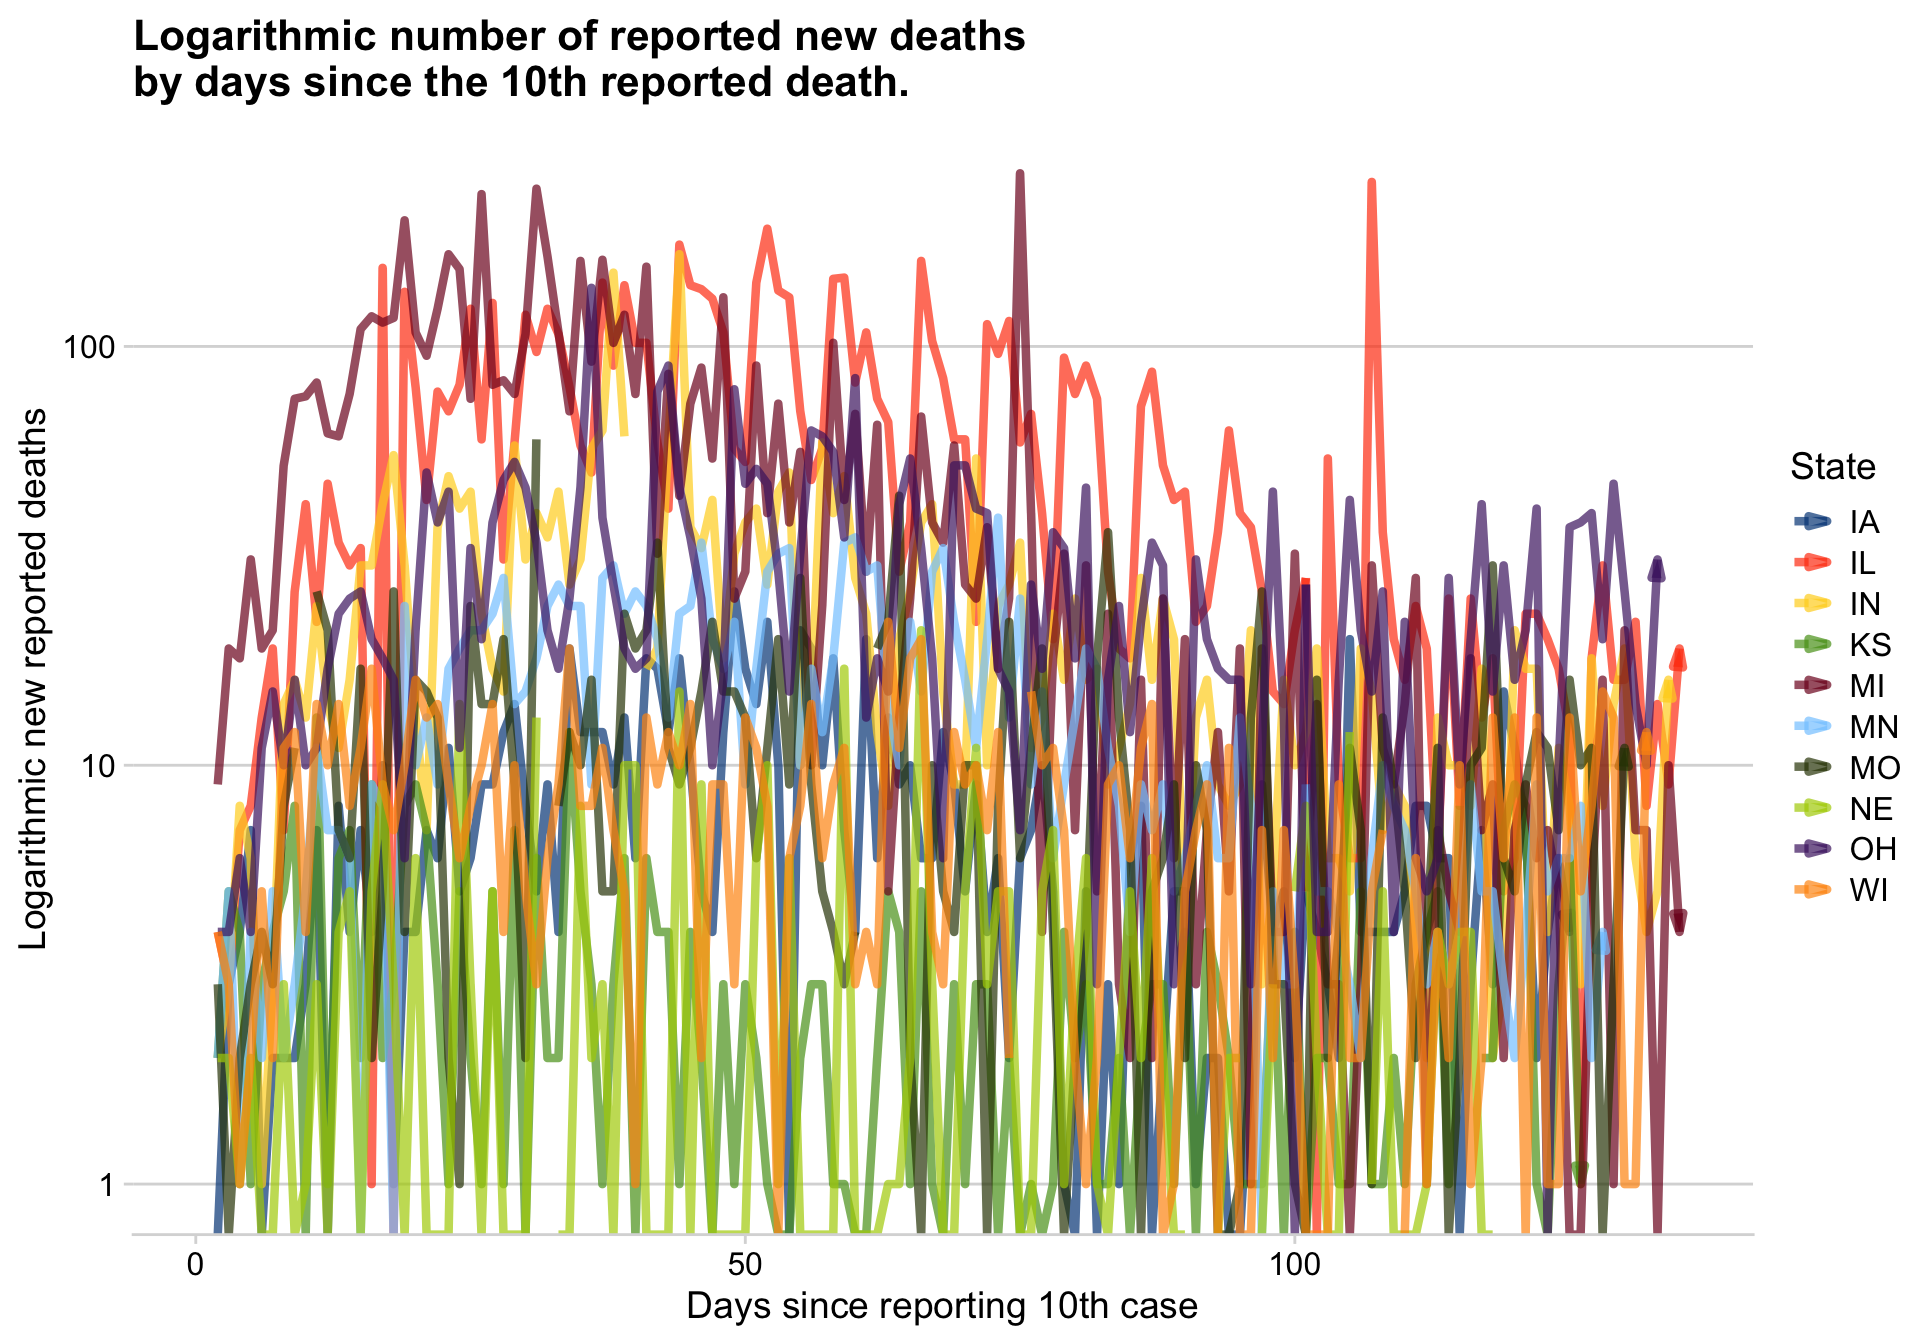 Logarithmic number of reported new deaths
by days since the 10th reported death.
Logarithmic new reported deaths
100
10
1
0
50
100
Days since reporting 10th case
State
IA
IL
IN
KS
MI
MN
MO
NE
OH
WI